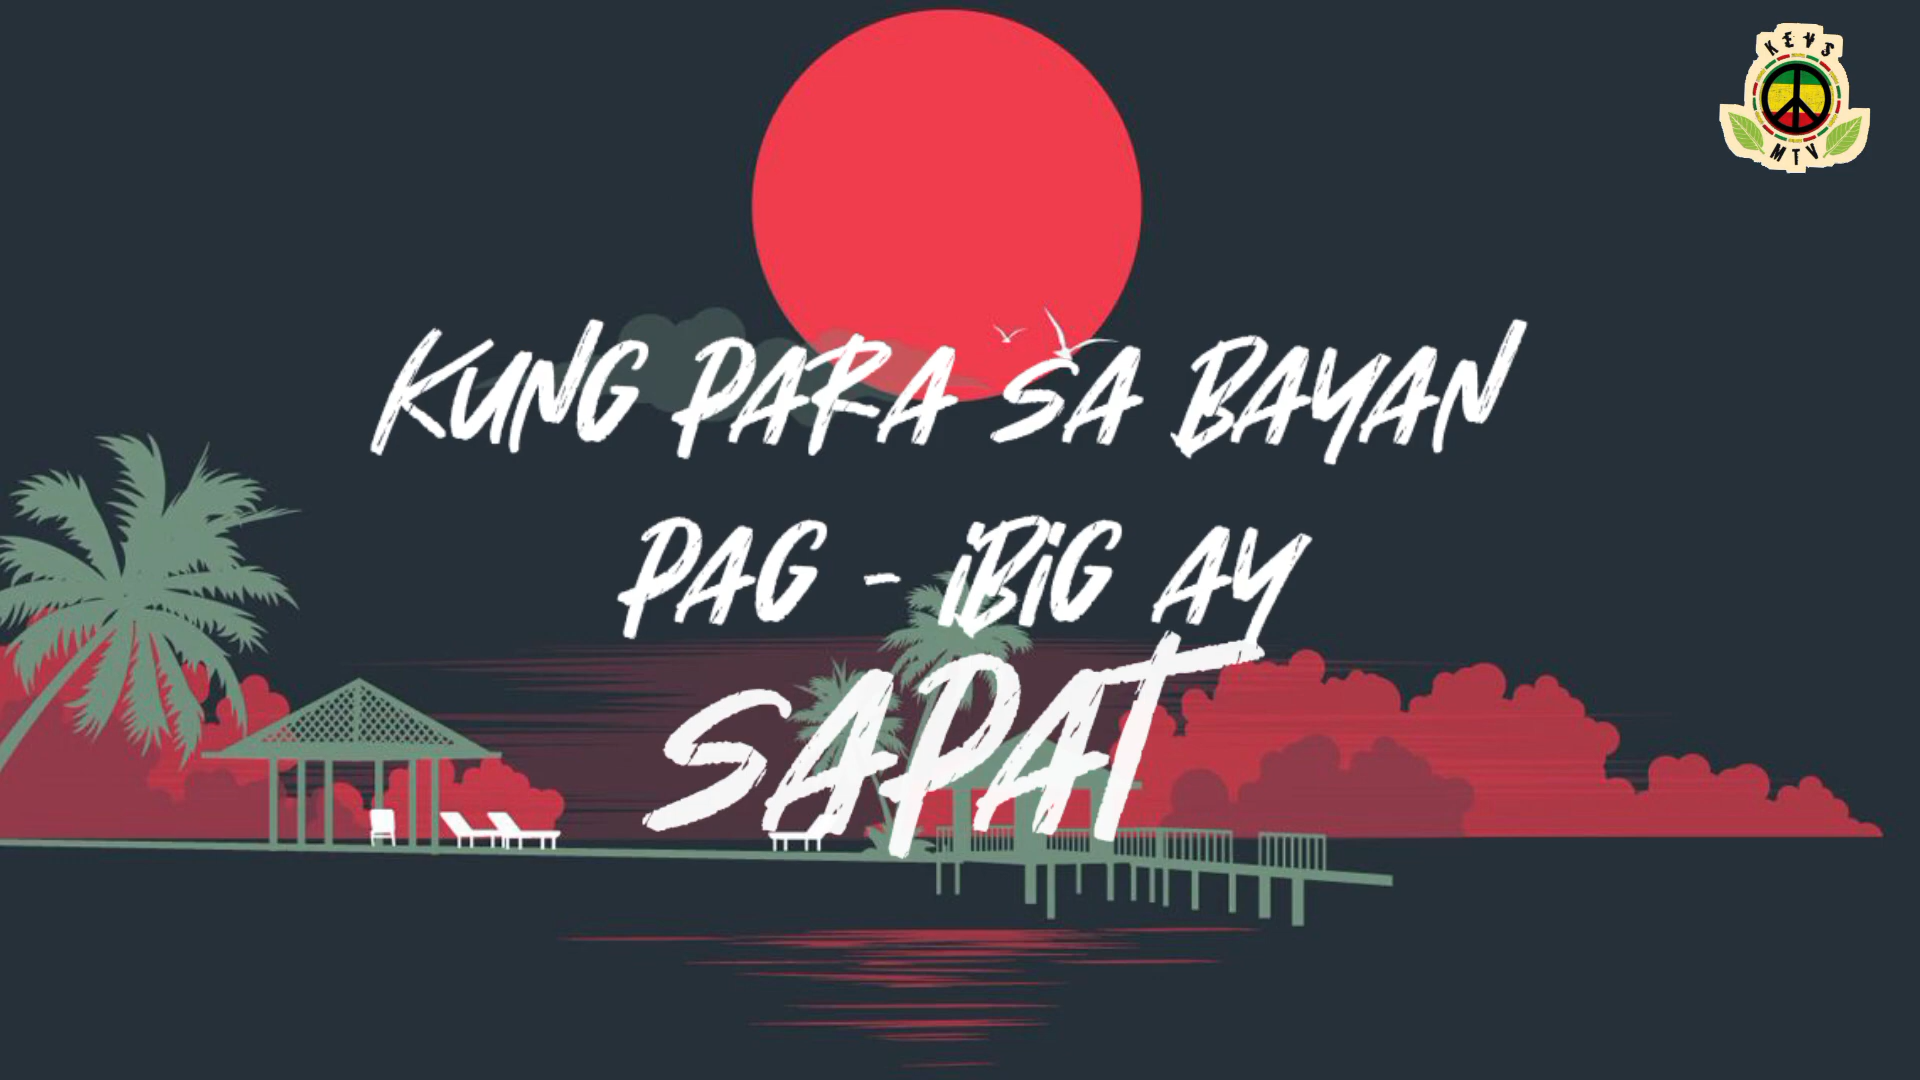 KEYS
MTV
KUNG PARA SA BAYAN
PAG - iBiG AY
SAPAT